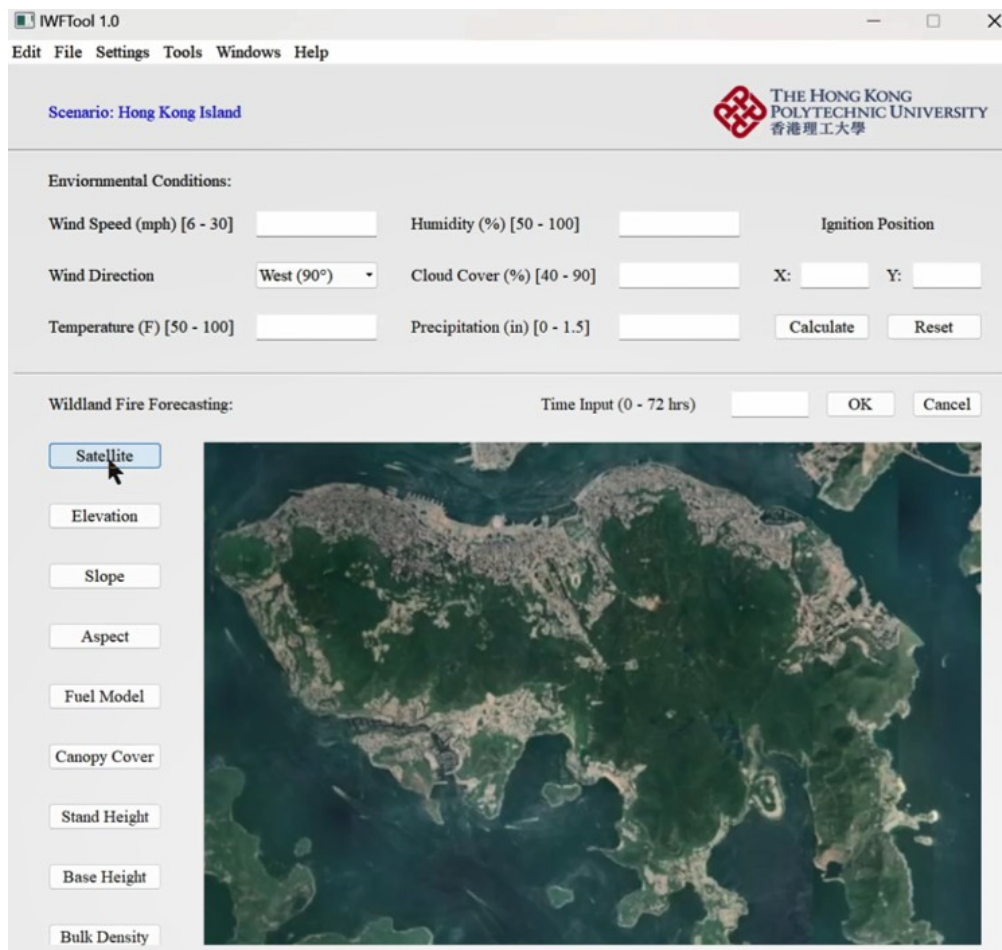 IWFTool 1.0
Edit File Settings Tools Windows Help
Scenario: Hong Kong Island
THE HONG KONG
POLYTECHNIC UNIVERSITY
香港理工大學
Enviornmental Conditions:
Wind Speed (mph) [6 - 30] Humidity (%) [50 - 100] Ignition Position
Wind Direction West (90°) Cloud Cover (%) [40 - 90] X: Y:
Temperature (F) [50 - 100] Precipitation (in) [0 - 1.5] Calculate Reset
Wildland Fire Forecasting: Time Input (0 - 72 hrs) OK Cancel
Satellite
Elevation
Slope
Aspect
Fuel Model
Canopy Cover
Stand Height
Base Height
Bulk Density